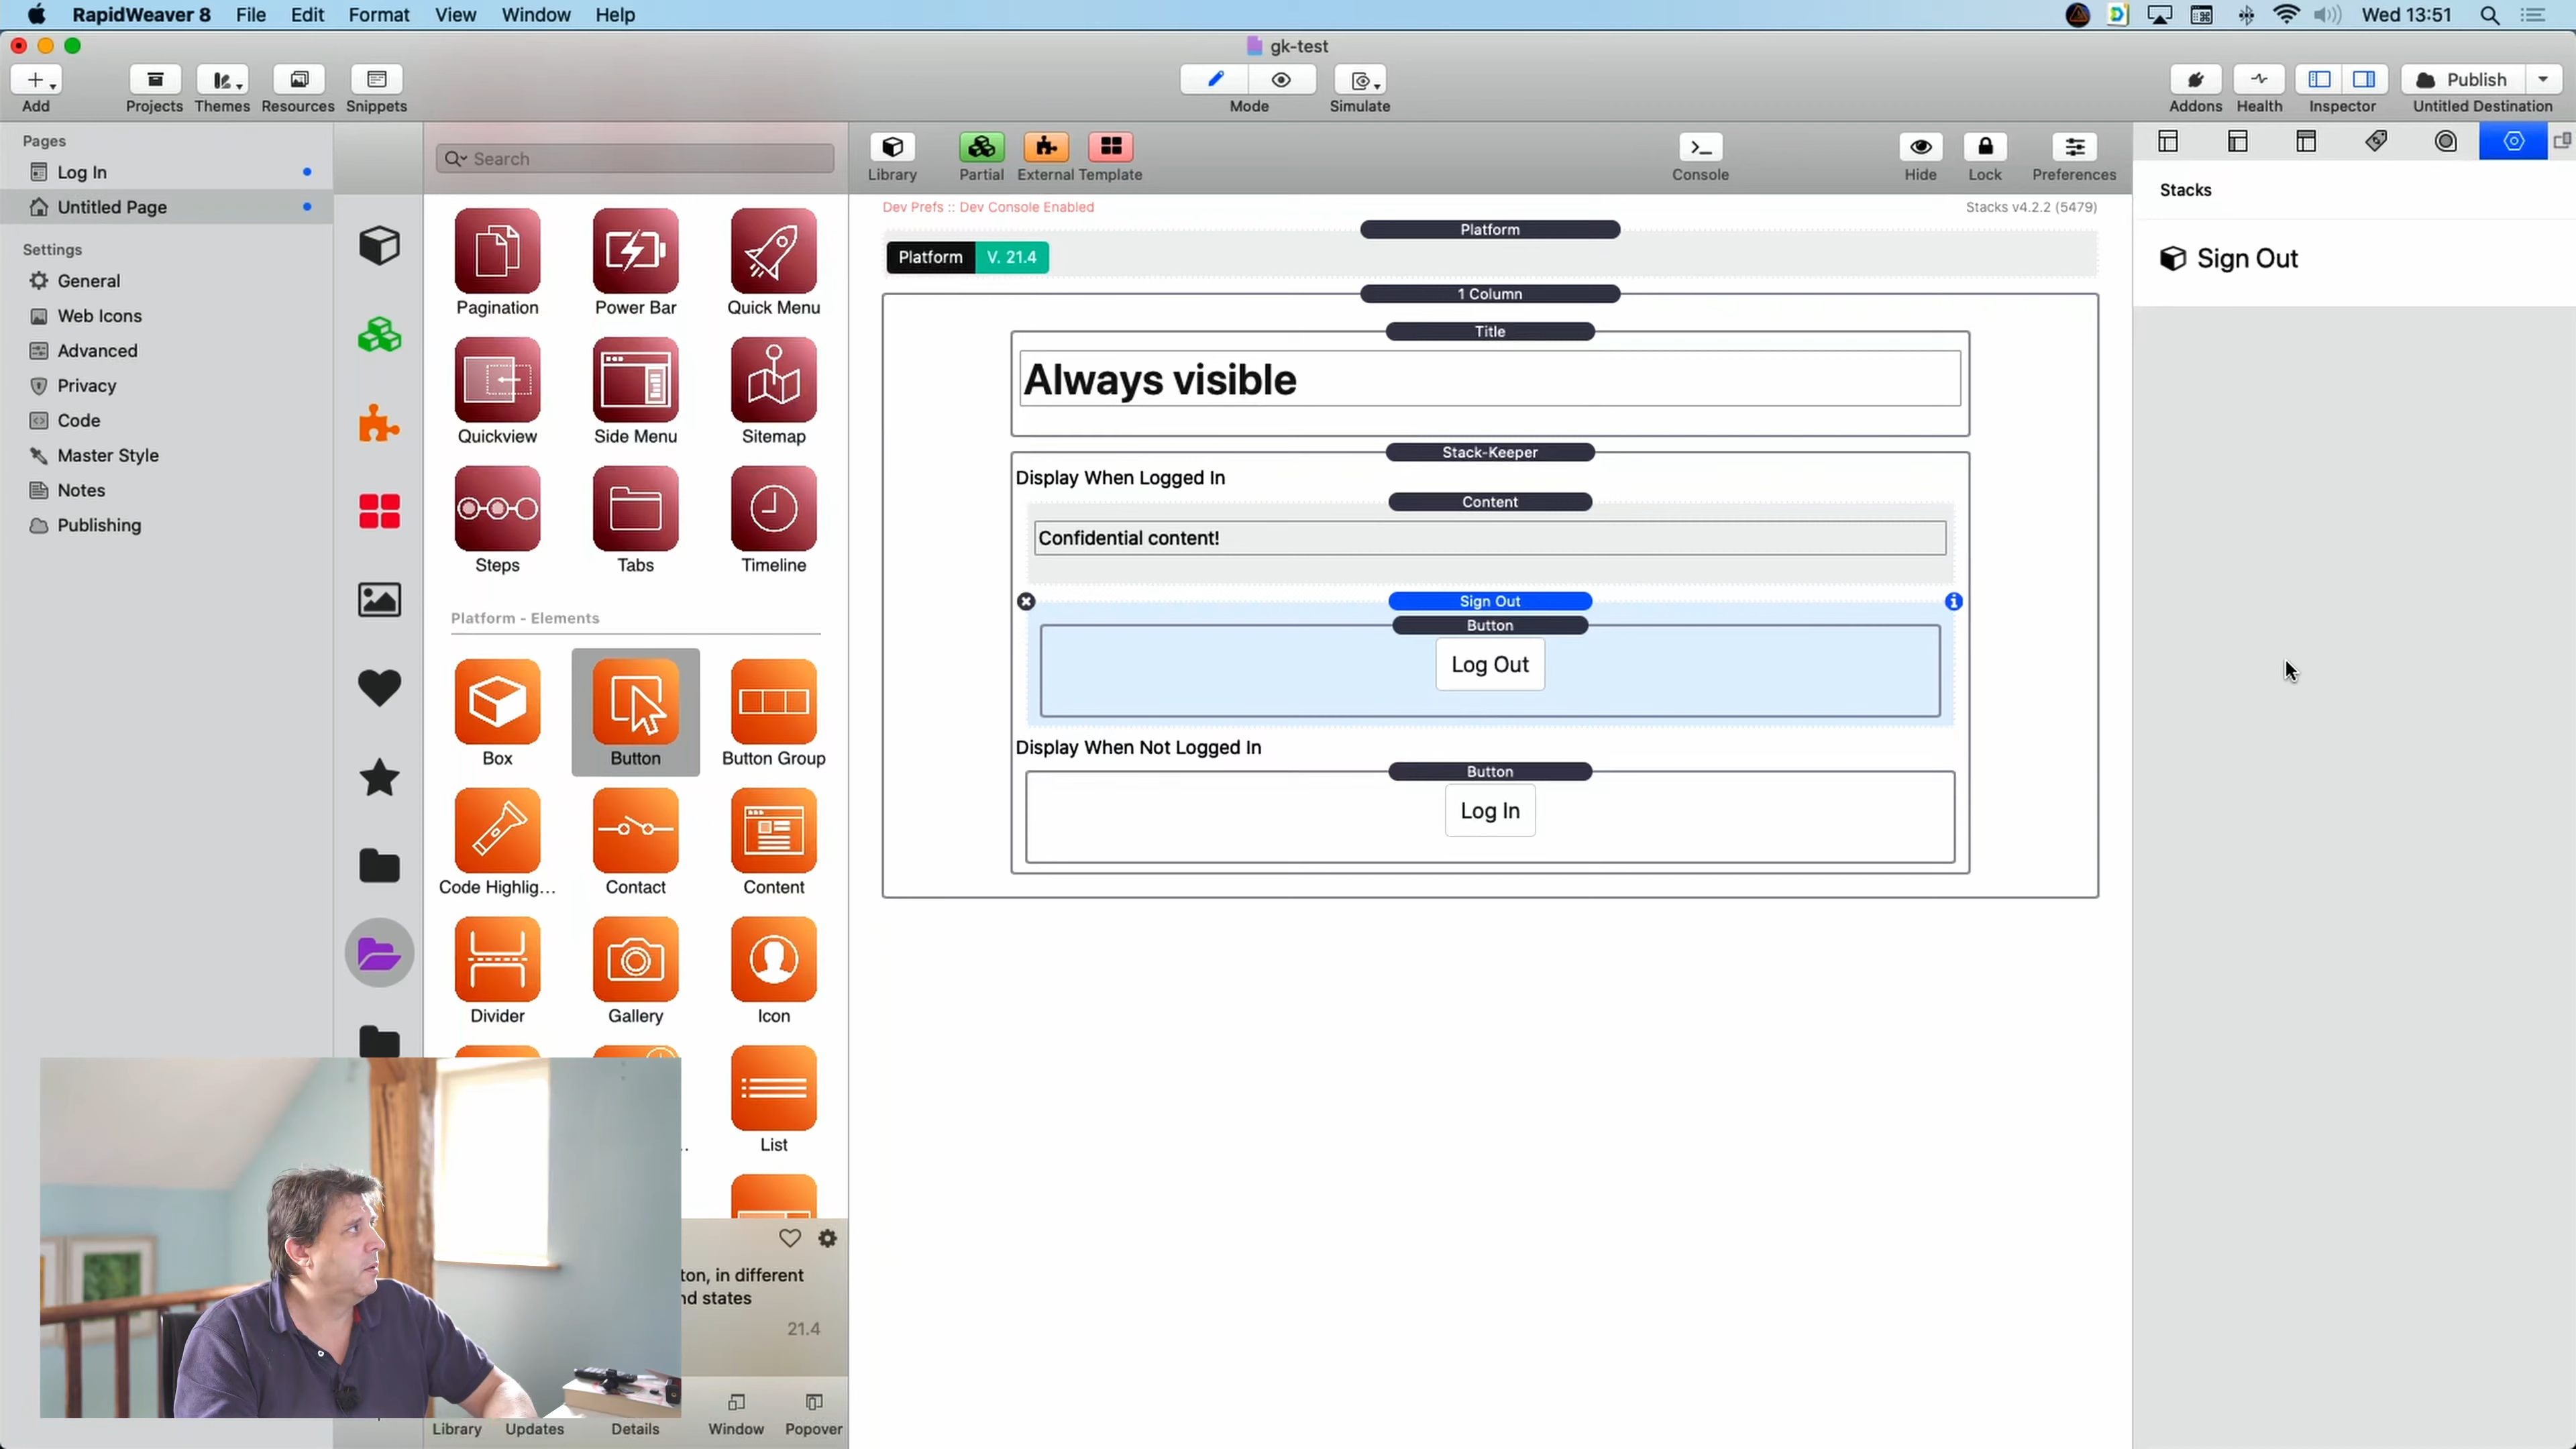 RapidWeaver 8 File Edit Format View Window Help
Wed 13:51
gk-test
Add Projects Themes Resources Snippets Mode Simulate Addons Health Inspector Publish
Untitled Destination
Pages
Log In
Untitled Page
Settings
General
Web Icons
Advanced
Privacy
Code
Master Style
Notes
Publishing
Search
Pagination Power Bar Quick Menu
Quickview Side Menu Sitemap
Steps Tabs Timeline
Platform - Elements
Box Button Button Group
Code Highlig... Contact Content
Divider Gallery Icon
List
ton, in different
nd states
21.4
Library Updates Details Window Popover
Library Partial External Template Console Hide Lock Preferences
Dev Prefs :: Dev Console Enabled
Stacks v4.2.2 (5479)
Platform
Platform V. 21.4
1 Column
Title
Always visible
Stack-Keeper
Display When Logged In
Content
Confidential content!
Sign Out
Button
Log Out
Display When Not Logged In
Button
Log In
Stacks
Sign Out